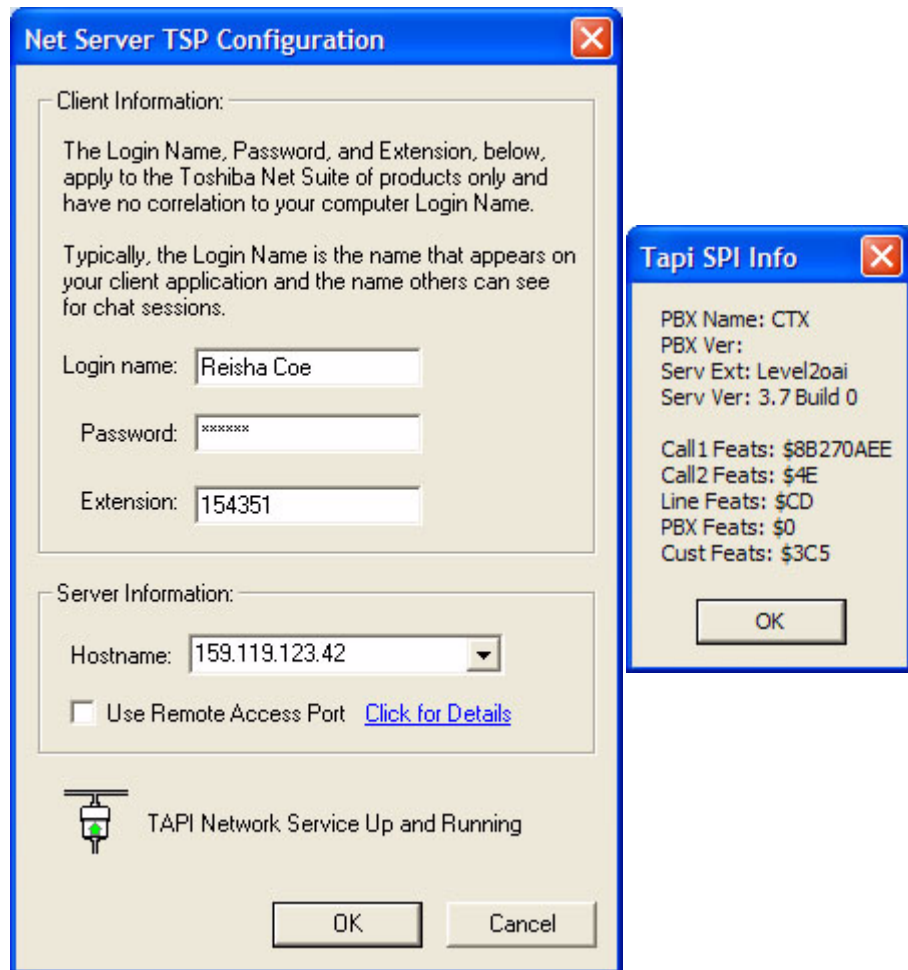 Net Server TSP Configuration
Client Information:
The Login Name, Password, and Extension, below,
apply to the Toshiba Net Suite of products only and
have no correlation to your computer Login Name.
Typically, the Login Name is the name that appears on
your client application and the name others can see
for chat sessions.
Login name: Reisha Coe
Password: ******
Extension: 154351
Server Information:
Hostname: 159.119.123.42
Use Remote Access Port Click for Details
TAPI Network Service Up and Running
OK Cancel
Tapi SPI Info
PBX Name: CTX
PBX Ver:
Serv Ext: Level2oai
Serv Ver: 3.7 Build 0
Call1 Feats: $8B270AEE
Call2 Feats: $4E
Line Feats: $CD
PBX Feats: $0
Cust Feats: $3C5
OK